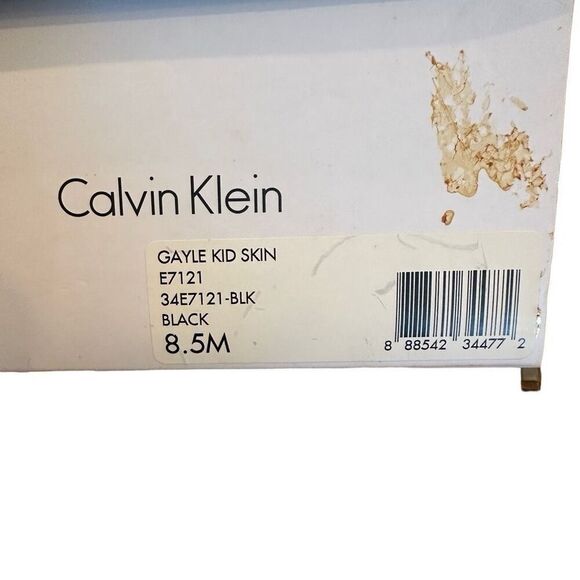 Calvin Klein
GAYLE KID SKIN
E7121
34E7121-BLK
BLACK
8.5M
8 88542 34477 2